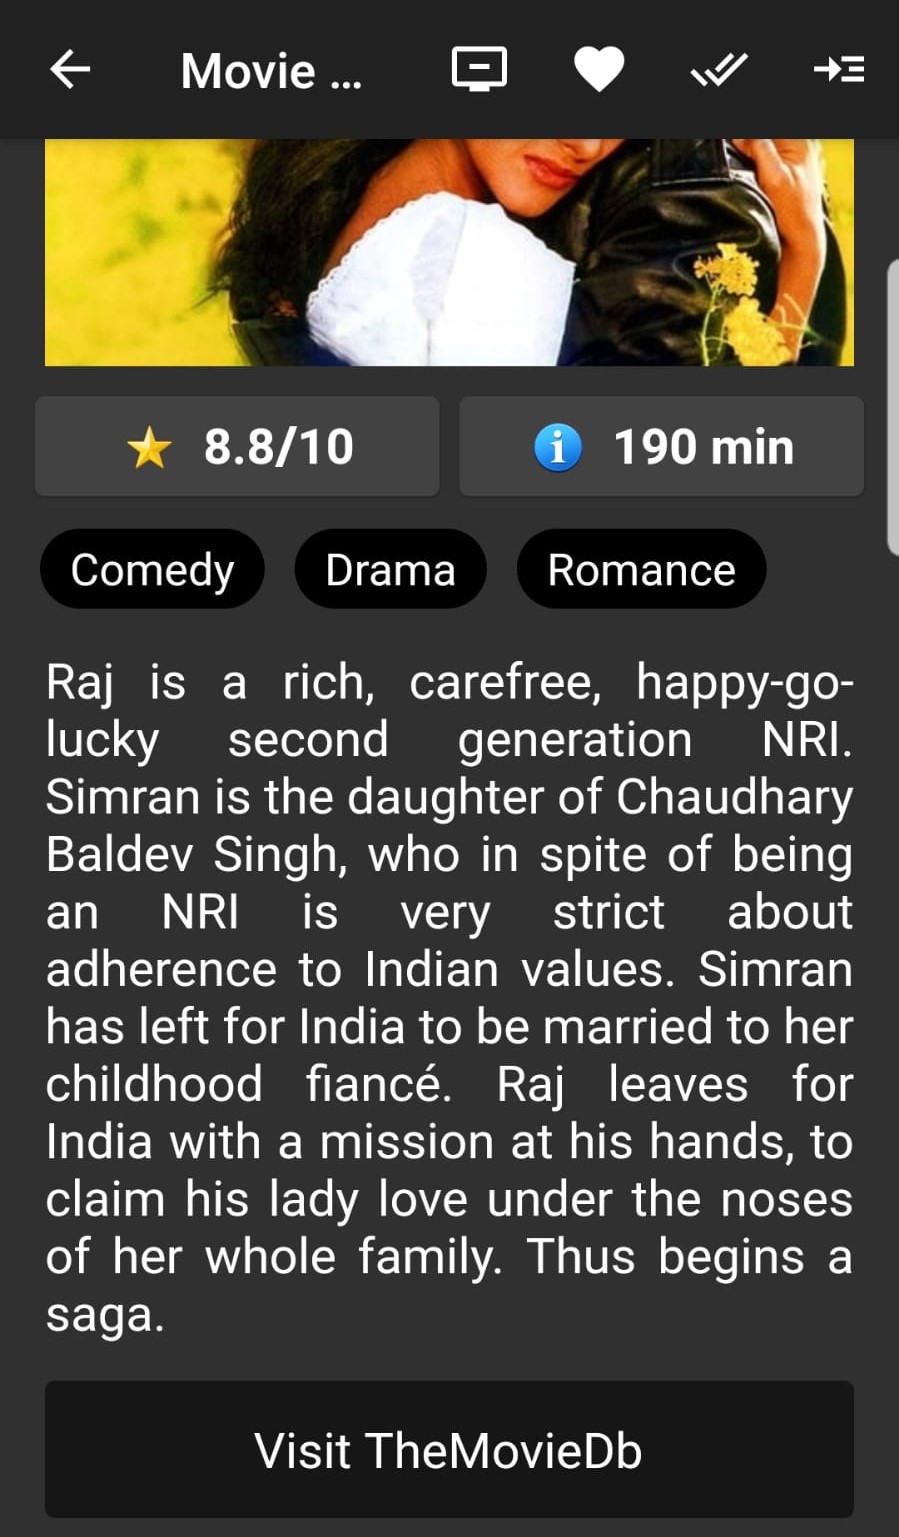 Movie ...
8.8/10
190 min
Comedy Drama Romance
Raj is a rich, carefree, happy-go-
lucky second generation NRI.
Simran is the daughter of Chaudhary
Baldev Singh, who in spite of being
an NRI is very strict about
adherence to Indian values. Simran
has left for India to be married to her
childhood fiancé. Raj leaves for
India with a mission at his hands, to
claim his lady love under the noses
of her whole family. Thus begins a
saga.
Visit TheMovieDb